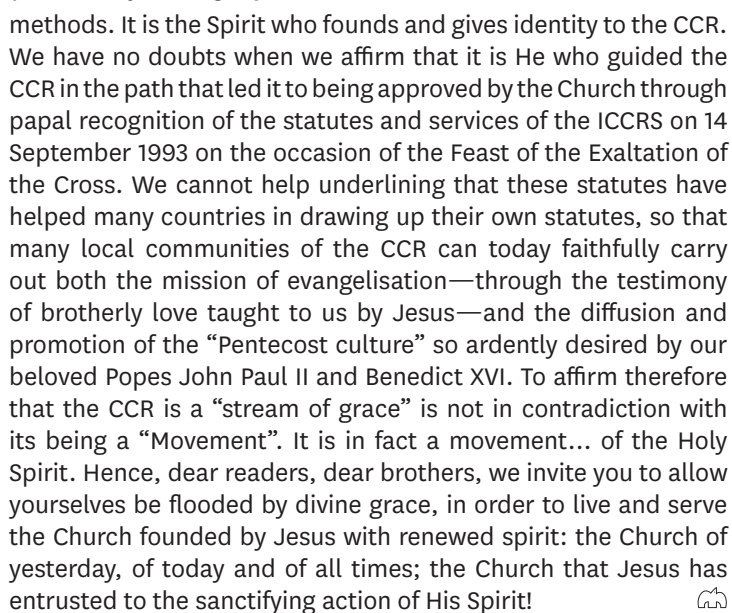 methods. It is the Spirit who founds and gives identity to the CCR.
We have no doubts when we affirm that it is He who guided the
CCR in the path that led it to being approved by the Church through
papal recognition of the statutes and services of the ICCRS on 14
September 1993 on the occasion of the Feast of the Exaltation of
the Cross. We cannot help underlining that these statutes have
helped many countries in drawing up their own statutes, so that
many local communities of the CCR can today faithfully carry
out both the mission of evangelisation—through the testimony
of brotherly love taught to us by Jesus—and the diffusion and
promotion of the “Pentecost culture” so ardently desired by our
beloved Popes John Paul II and Benedict XVI. To affirm therefore
that the CCR is a “stream of grace” is not in contradiction with
its being a “Movement”. It is in fact a movement... of the Holy
Spirit. Hence, dear readers, dear brothers, we invite you to allow
yourselves be flooded by divine grace, in order to live and serve
the Church founded by Jesus with renewed spirit: the Church of
yesterday, of today and of all times; the Church that Jesus has
entrusted to the sanctifying action of His Spirit!